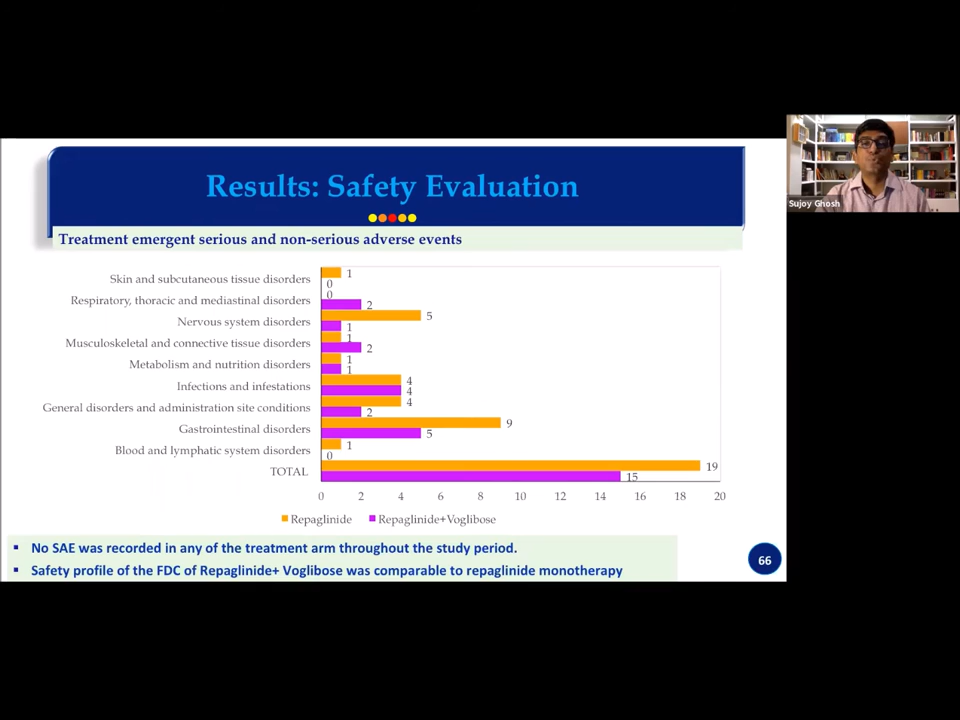 Results: Safety Evaluation
Sujoy Ghosh
Treatment emergent serious and non-serious adverse events
Skin and subcutaneous tissue disorders 1 0
Respiratory, thoracic and mediastinal disorders 0 2
Nervous system disorders 5 1
Musculoskeletal and connective tissue disorders 1 2
Metabolism and nutrition disorders 1 1
Infections and infestations 4 4
General disorders and administration site conditions 4 2
Gastrointestinal disorders 9 5
Blood and lymphatic system disorders 1 0
TOTAL 19 15
0 2 4 6 8 10 12 14 16 18 20
Repaglinide Repaglinide+Voglibose
▪ No SAE was recorded in any of the treatment arm throughout the study period.
▪ Safety profile of the FDC of Repaglinide+ Voglibose was comparable to repaglinide monotherapy
66